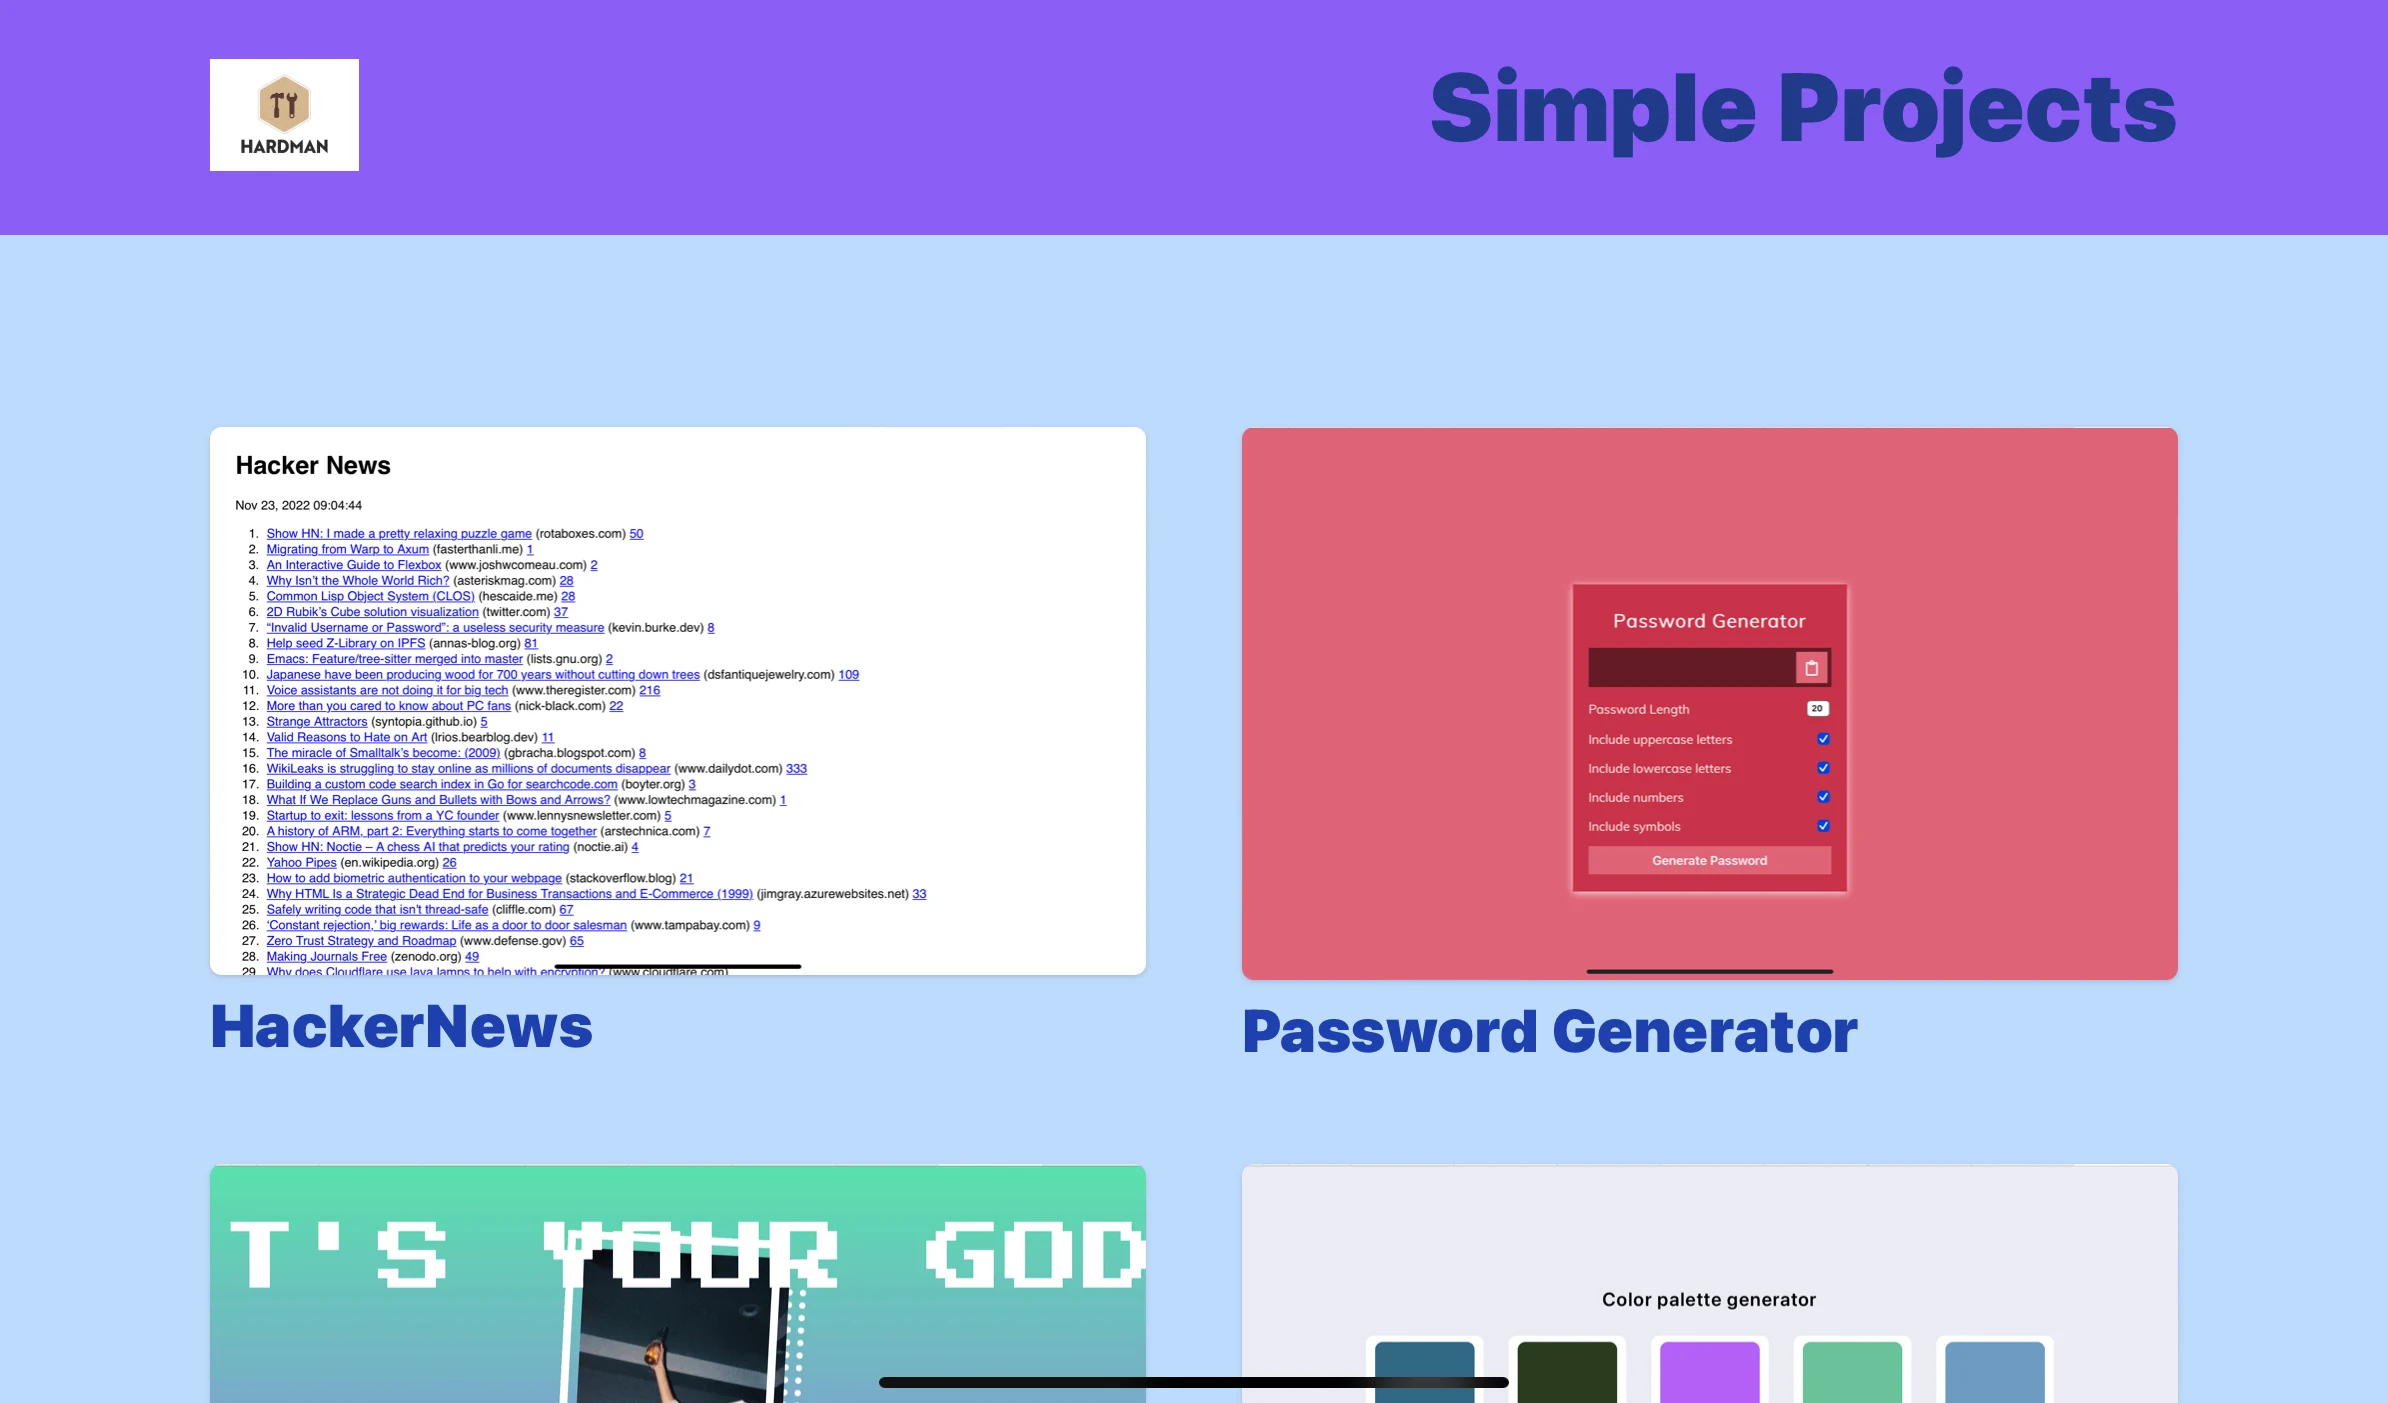 HARDMAN
Simple Projects
Hacker News
Nov 23, 2022 09:04:44
1. Show HN: I made a pretty relaxing puzzle game (rotaboxes.com) 50
2. Migrating from Warp to Axum (fasterthanli.me) 1
3. An Interactive Guide to Flexbox (www.joshwcomeau.com) 2
4. Why Isn’t the Whole World Rich? (asteriskmag.com) 28
5. Common Lisp Object System (CLOS) (hescaide.me) 28
6. 2D Rubik’s Cube solution visualization (twitter.com) 37
7. “Invalid Username or Password”: a useless security measure (kevin.burke.dev) 8
8. Help seed Z-Library on IPFS (annas-blog.org) 81
9. Emacs: Feature/tree-sitter merged into master (lists.gnu.org) 2
10. Japanese have been producing wood for 700 years without cutting down trees (dsfantiquejewelry.com) 109
11. Voice assistants are not doing it for big tech (www.theregister.com) 216
12. More than you cared to know about PC fans (nick-black.com) 22
13. Strange Attractors (syntopia.github.io) 5
14. Valid Reasons to Hate on Art (lrios.bearblog.dev) 11
15. The miracle of Smalltalk’s become: (2009) (gbracha.blogspot.com) 8
16. WikiLeaks is struggling to stay online as millions of documents disappear (www.dailydot.com) 333
17. Building a custom code search index in Go for searchcode.com (boyter.org) 3
18. What If We Replace Guns and Bullets with Bows and Arrows? (www.lowtechmagazine.com) 1
19. Startup to exit: lessons from a YC founder (www.lennysnewsletter.com) 5
20. A history of ARM, part 2: Everything starts to come together (arstechnica.com) 7
21. Show HN: Noctie – A chess AI that predicts your rating (noctie.ai) 4
22. Yahoo Pipes (en.wikipedia.org) 26
23. How to add biometric authentication to your webpage (stackoverflow.blog) 21
24. Why HTML Is a Strategic Dead End for Business Transactions and E-Commerce (1999) (jimgray.azurewebsites.net) 33
25. Safely writing code that isn’t thread-safe (cliffle.com) 67
26. ‘Constant rejection,’ big rewards: Life as a door to door salesman (www.tampabay.com) 9
27. Zero Trust Strategy and Roadmap (www.defense.gov) 65
28. Making Journals Free (zenodo.org) 49
29. Why does Cloudflare use lava lamps to help with encryption? (www.cloudflare.com)
HackerNews
Password Generator
Password Length 20
Include uppercase letters
Include lowercase letters
Include numbers
Include symbols
Generate Password
Password Generator
T'S YOUR GOD
Color palette generator